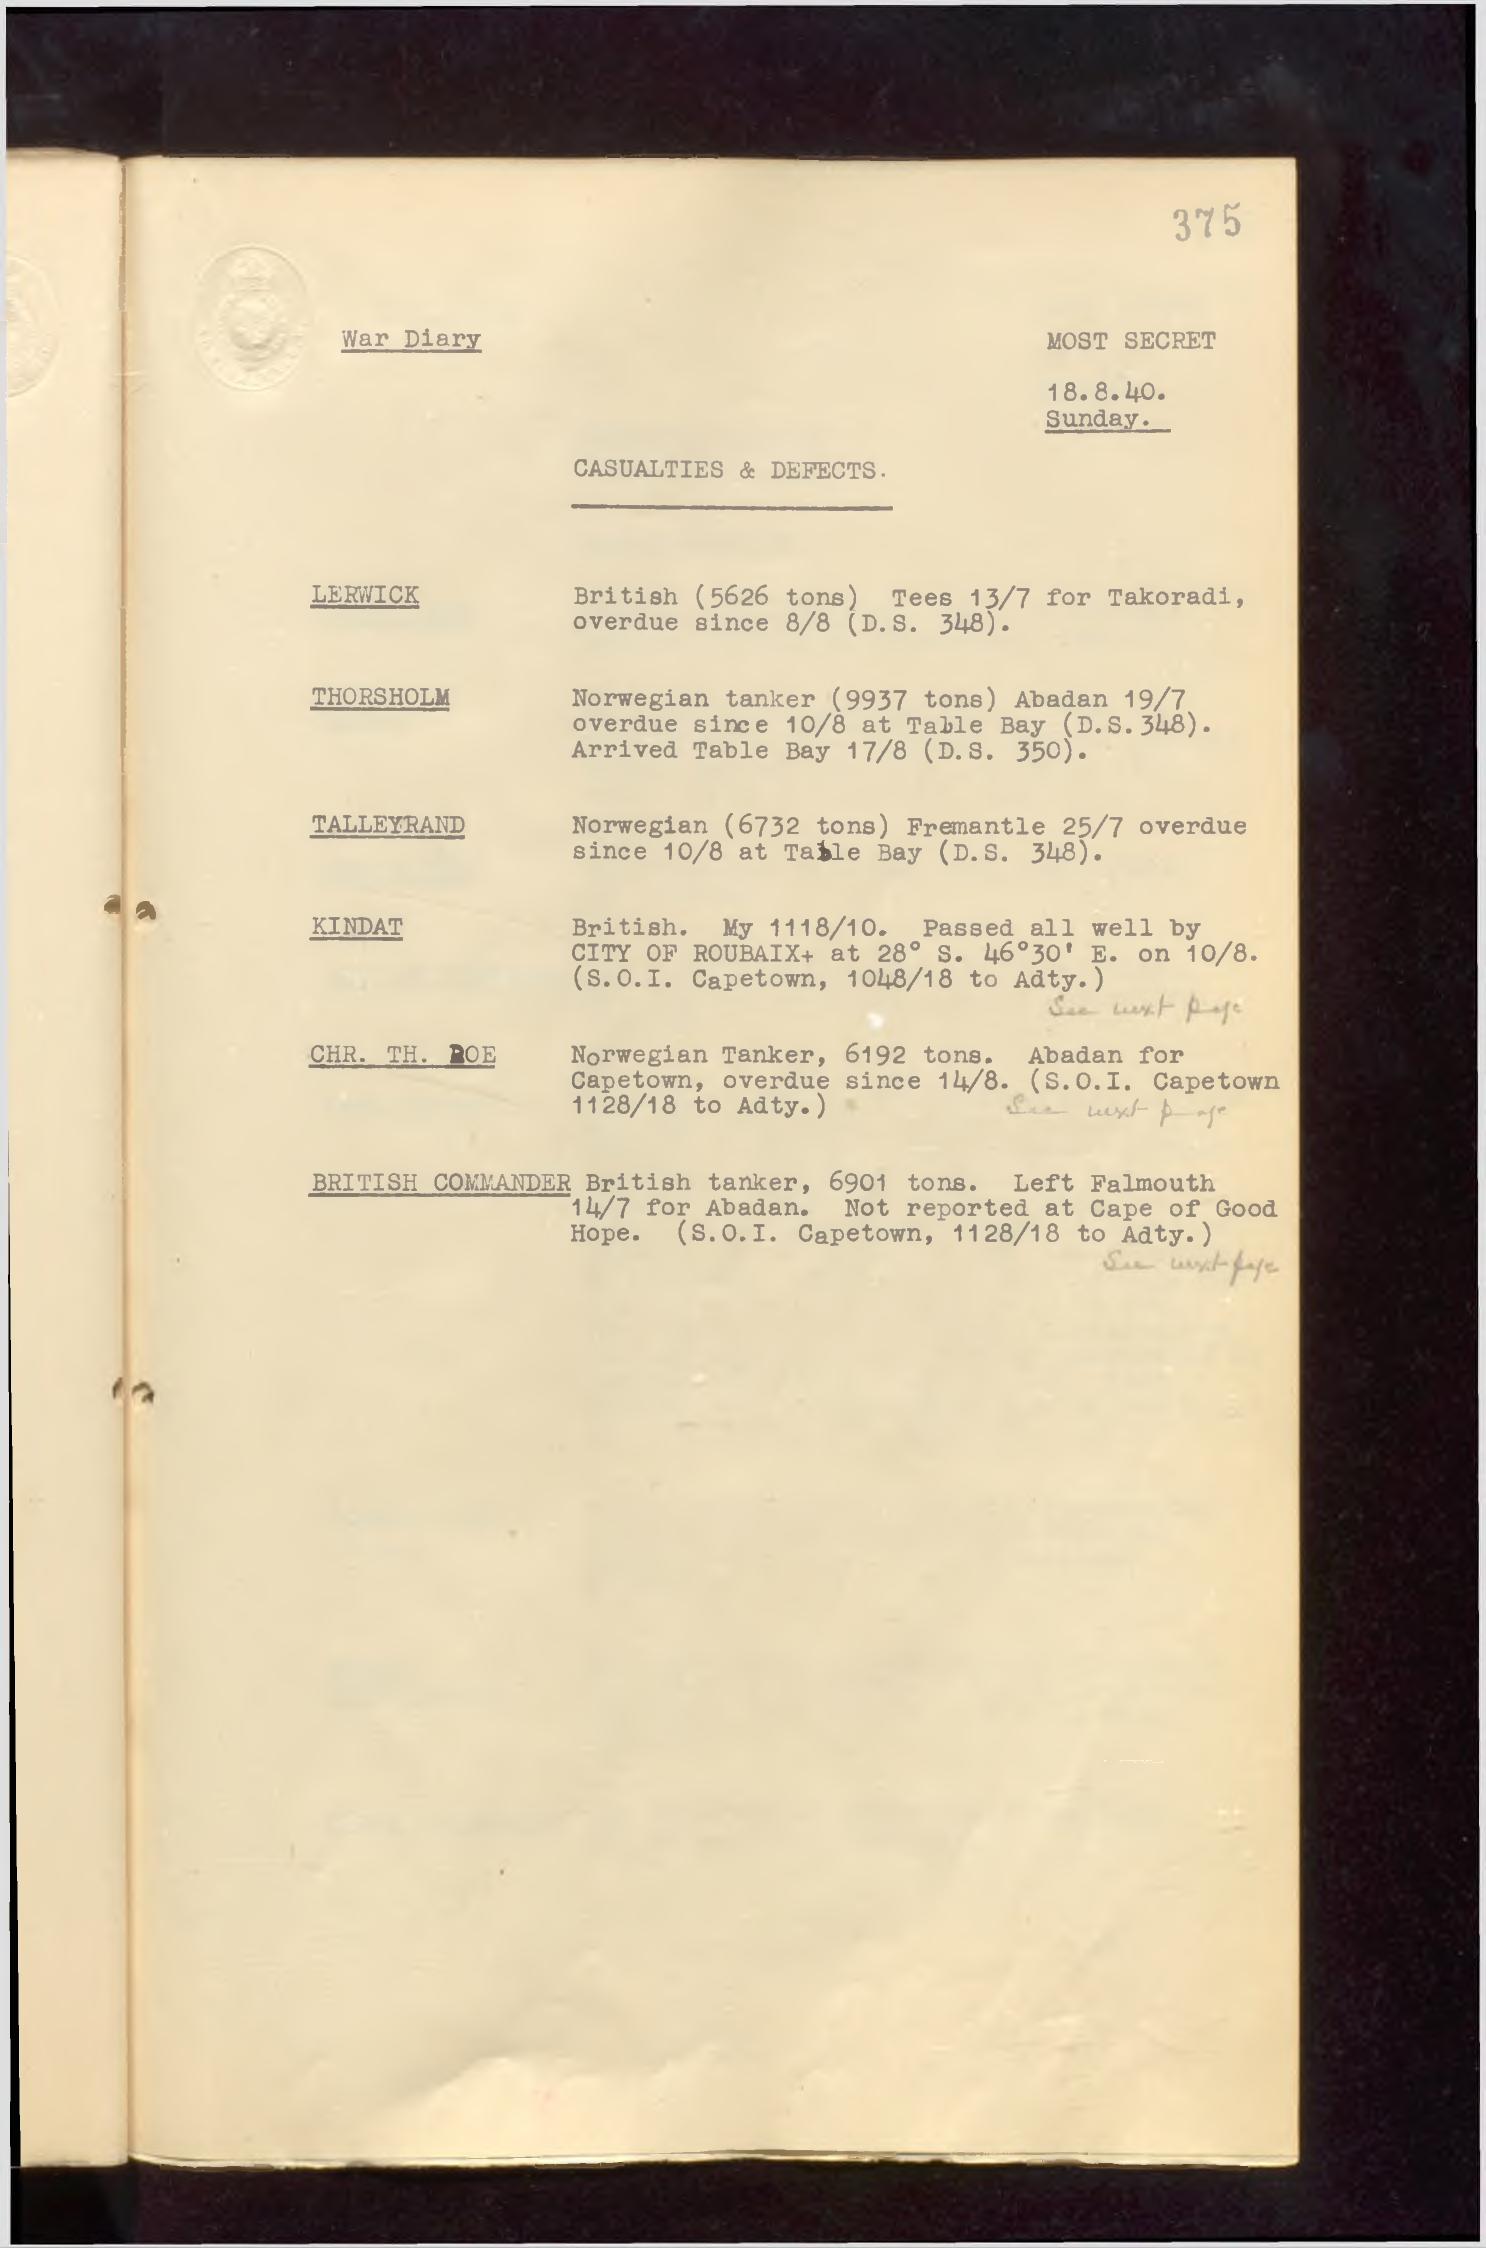 375
War Diary
MOST SECRET
18.8.40.
Sunday.
CASUALTIES & DEFECTS.
LERWICK British (5626 tons) Tees 13/7 for Takoradi,
overdue since 8/8 (D.S. 348).
THORSHOLM Norwegian tanker (9937 tons) Abadan 19/7
overdue since 10/8 at Table Bay (D.S.348).
Arrived Table Bay 17/8 (D.S. 350).
TALLEYRAND Norwegian (6732 tons) Fremantle 25/7 overdue
since 10/8 at Table Bay (D.S. 348).
KINDAT British. My 1118/10. Passed all well by
CITY OF ROUBAIX+ at 28° S. 46°30' E. on 10/8.
(S.O.I. Capetown, 1048/18 to Adty.)
See next page
CHR. TH. BOE Norwegian Tanker, 6192 tons. Abadan for
Capetown, overdue since 14/8. (S.O.I. Capetown
1128/18 to Adty.)
See next page
BRITISH COMMANDER British tanker, 6901 tons. Left Falmouth
14/7 for Abadan. Not reported at Cape of Good
Hope. (S.O.I. Capetown, 1128/18 to Adty.)
See next page